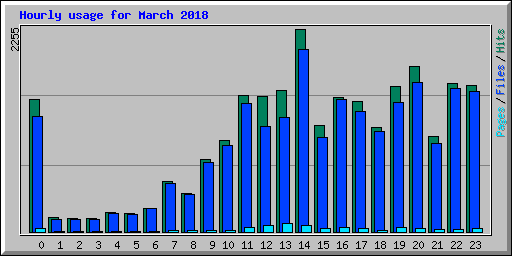 Hourly usage for March 2018
2255
Pages/Files/Hits
0 1 2 3 4 5 6 7 8 9 10 11 12 13 14 15 16 17 18 19 20 21 22 23